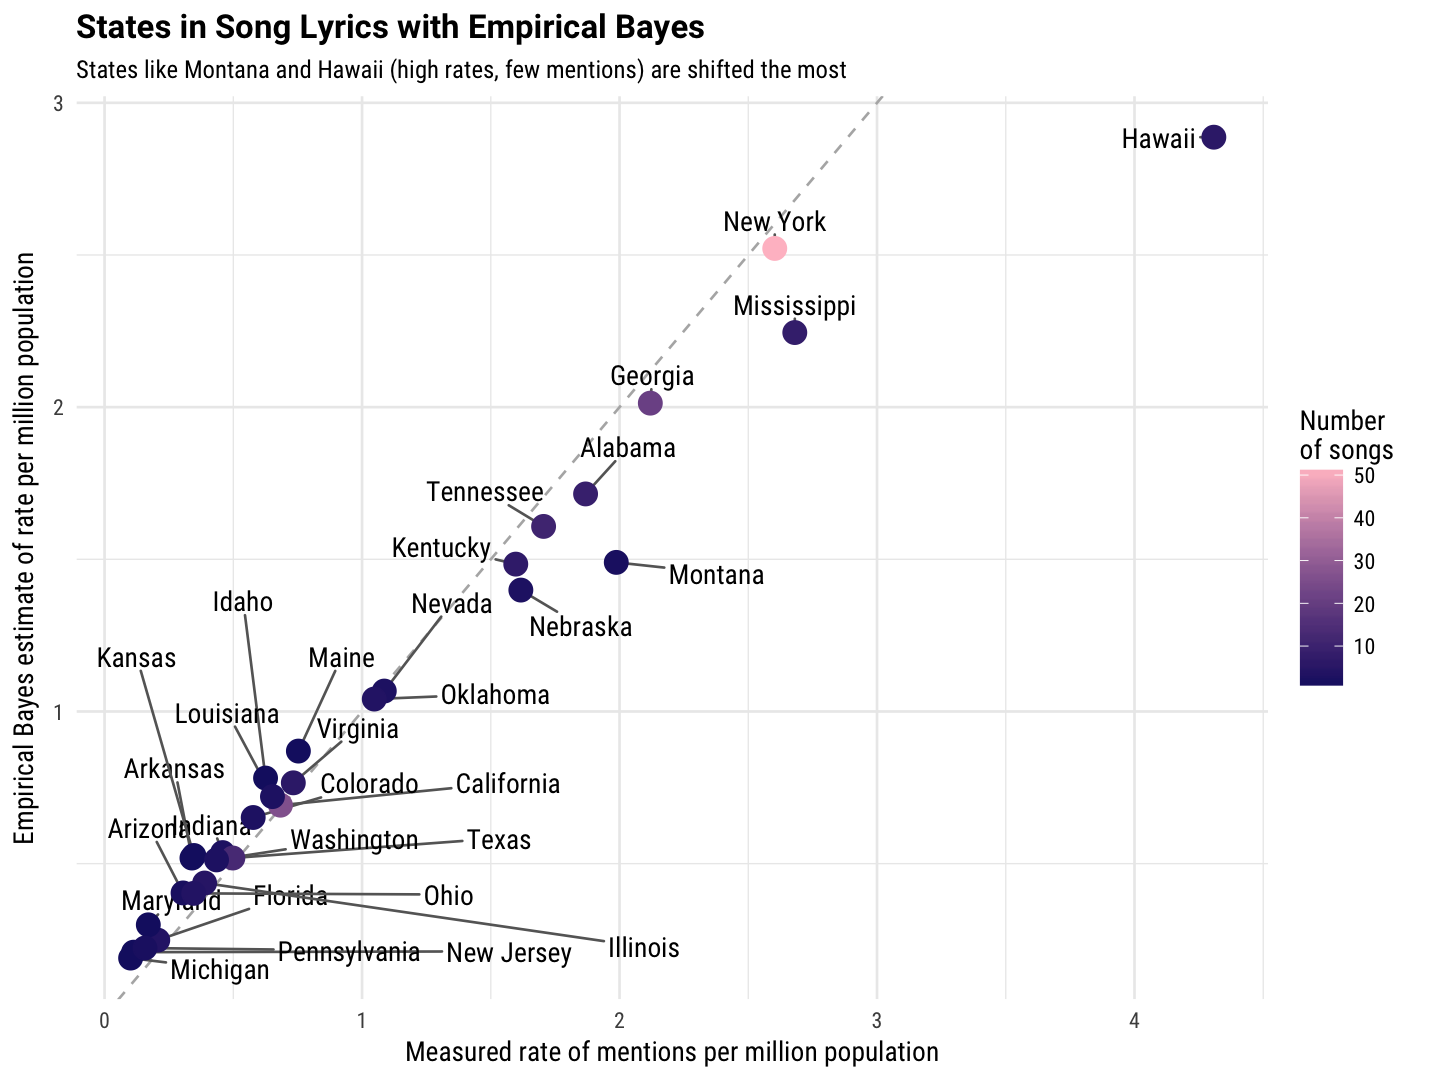 States in Song Lyrics with Empirical Bayes
States like Montana and Hawaii (high rates, few mentions) are shifted the most
Empirical Bayes estimate of rate per million population
3
2
1
Hawaii
New York
Mississippi
Georgia
Alabama
Tennessee
Kentucky
Montana
Idaho
Nevada
Nebraska
Kansas
Maine
Oklahoma
Louisiana
Virginia
Arkansas
Colorado
California
Arizona
Indiana
Washington
Texas
Maryland
Florida
Ohio
Illinois
Pennsylvania
New Jersey
Michigan
0
1
2
3
4
Measured rate of mentions per million population
Number
of songs
50
40
30
20
10